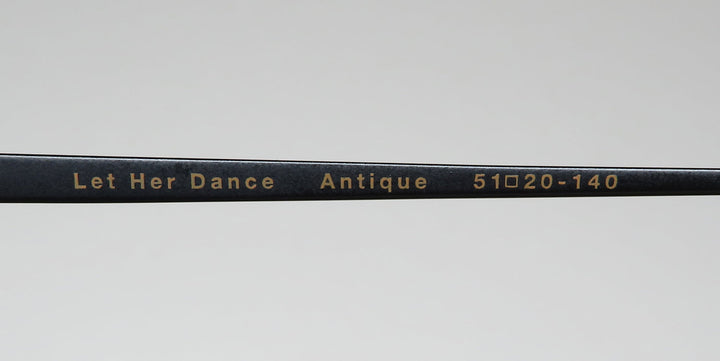 Let Her Dance Antique 51□20-140